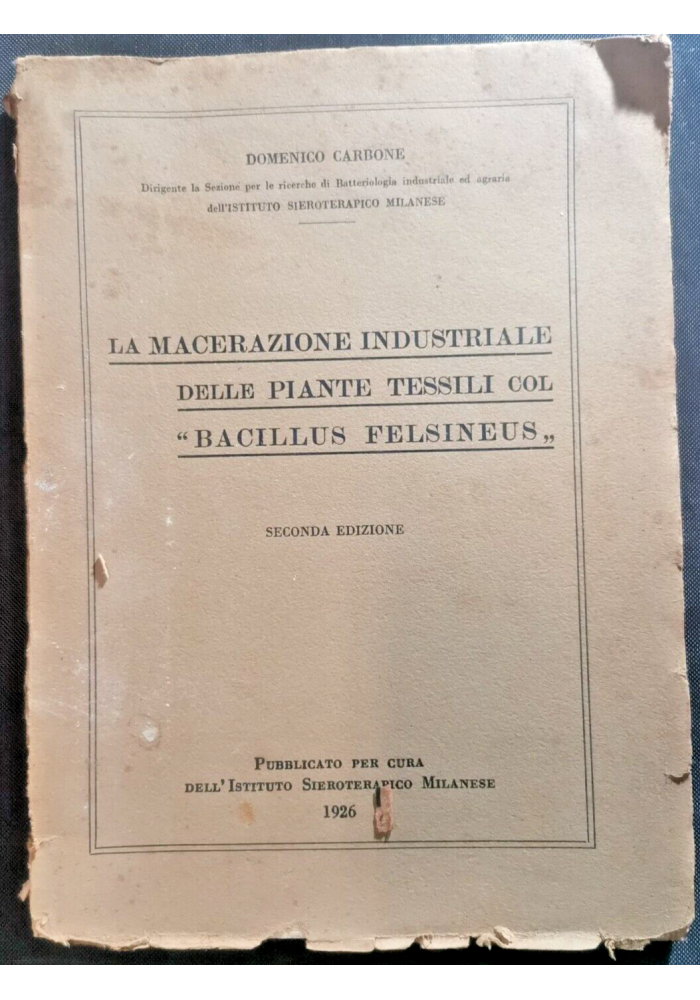 DOMENICO CARBONE
Dirigente la Sezione per le ricerche di Batteriologia industriale ed agraria
dell'ISTITUTO SIEROTERAPICO MILANESE
LA MACERAZIONE INDUSTRIALE
DELLE PIANTE TESSILI COL
“BACILLUS FELSINEUS„
SECONDA EDIZIONE
PUBBLICATO PER CURA
DELL'ISTITUTO SIEROTERAPICO MILANESE
1926